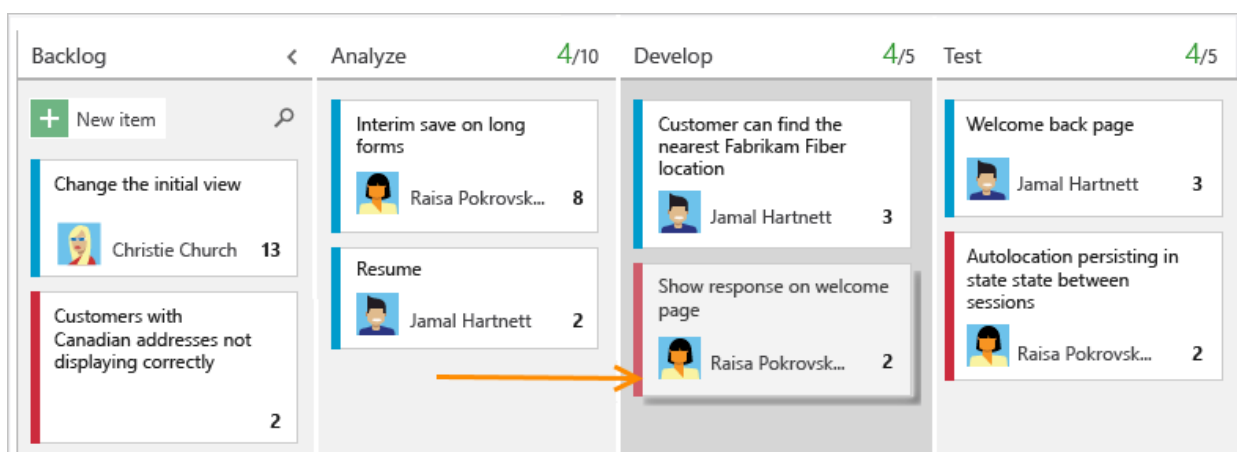 Backlog
New item
Change the initial view
Christie Church 13
Customers with
Canadian addresses not
displaying correctly
2
Analyze 4/10
Interim save on long
forms
Raisa Pokrovsk... 8
Resume
Jamal Hartnett 2
Develop 4/5
Customer can find the
nearest Fabrikam Fiber
location
Jamal Hartnett 3
Show response on welcome
page
Raisa Pokrovsk... 2
Test 4/5
Welcome back page
Jamal Hartnett 3
Autolocation persisting in
state state between
sessions
Raisa Pokrovsk... 2